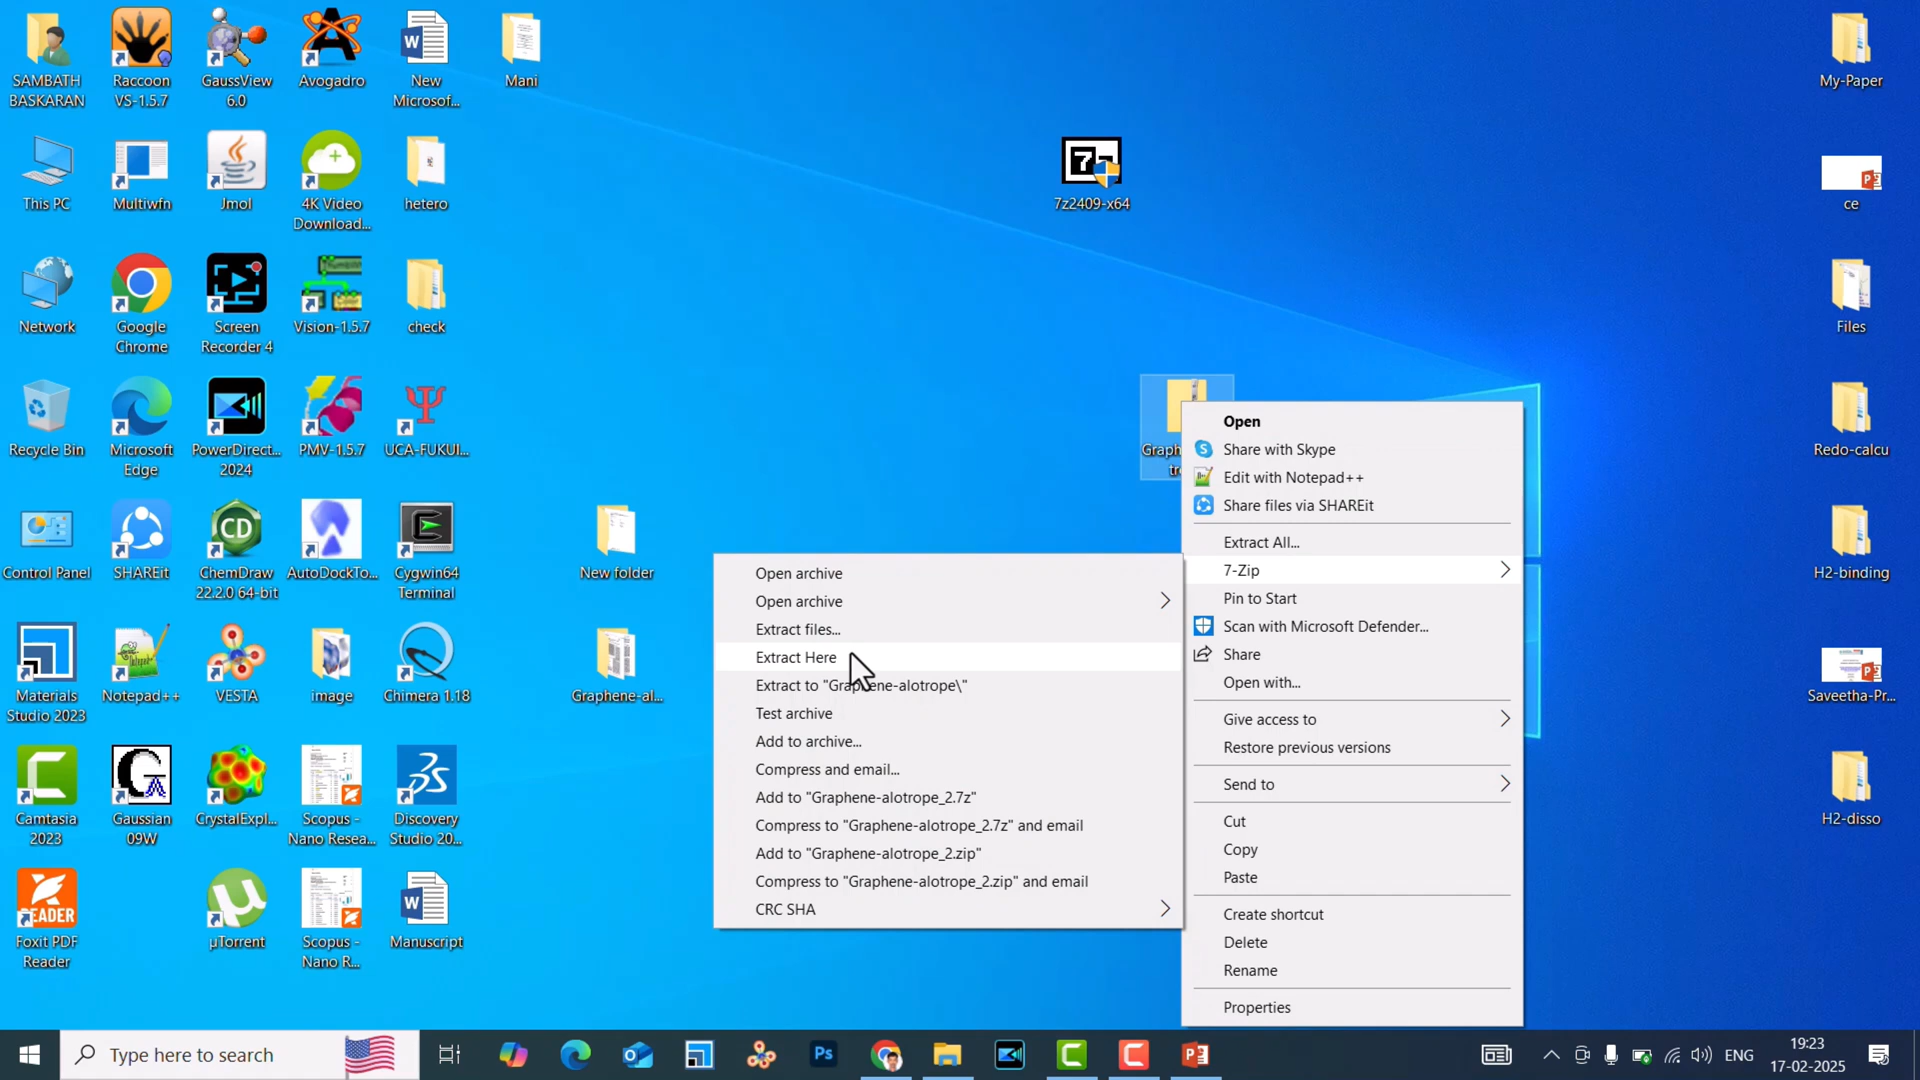 SAMBATH
BASKARAN
Raccoon
VS-1.5.7
GaussView
6.0
Avogadro
New
Microsof...
Mani
My-Paper
This PC
Multiwfn
Jmol
4K Video
Download...
hetero
7z2409-x64
ce
Network
Google
Chrome
Screen
Recorder 4
Vision-1.5.7
check
Files
Recycle Bin
Microsoft
Edge
PowerDirect...
2024
PMV-1.5.7
UCA-FUKUI...
Redo-calcu
Control Panel
SHAREit
ChemDraw
22.2.0 64-bit
AutoDockTo...
Cygwin64
Terminal
New folder
H2-binding
Materials
Studio 2023
Notepad++
VESTA
image
Chimera 1.18
Graphene-al...
Saveetha-Pr...
Camtasia
2023
Gaussian
09W
CrystalExpl...
Scopus -
Nano Resea...
Discovery
Studio 20...
H2-disso
Foxit PDF
Reader
µTorrent
Scopus -
Nano R...
Manuscript
Open
Share with Skype
Edit with Notepad++
Share files via SHAREit
Extract All...
7-Zip
Pin to Start
Scan with Microsoft Defender...
Share
Open with...
Give access to
Restore previous versions
Send to
Cut
Copy
Paste
Create shortcut
Delete
Rename
Properties
Open archive
Open archive
Extract files...
Extract Here
Extract to "Graphene-alotrope\"
Test archive
Add to archive...
Compress and email...
Add to "Graphene-alotrope_2.7z"
Compress to "Graphene-alotrope_2.7z" and email
Add to "Graphene-alotrope_2.zip"
Compress to "Graphene-alotrope_2.zip" and email
CRC SHA
Type here to search
ENG
19:23
17-02-2025